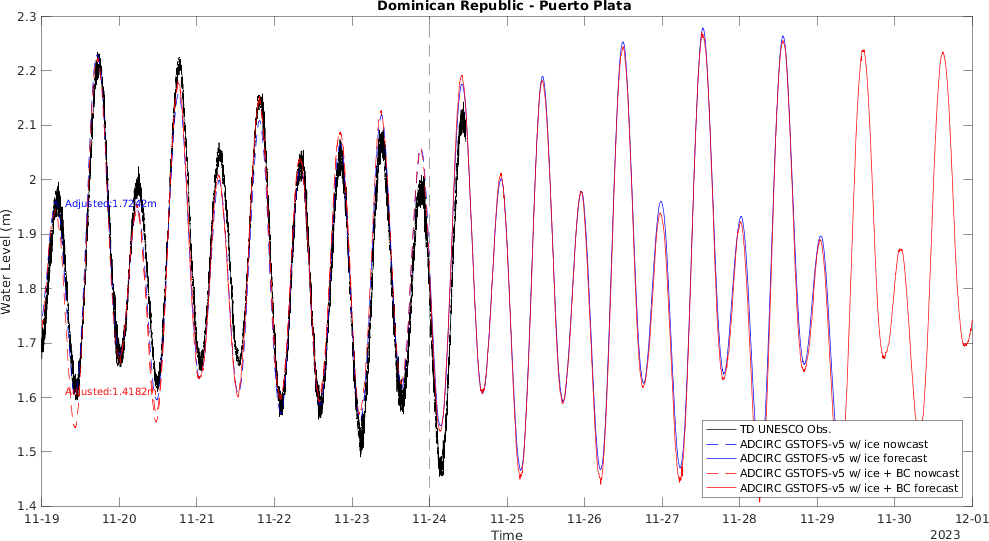 Dominican Republic - Puerto Plata
Water Level (m)
2.3
2.2
2.1
2
1.9
1.8
1.7
1.6
1.5
1.4
Adjusted:1.7242m
Adjusted:1.4182m
TD UNESCO Obs.
ADCIRC GSTOFS-v5 w/ ice nowcast
ADCIRC GSTOFS-v5 w/ ice forecast
ADCIRC GSTOFS-v5 w/ ice + BC nowcast
ADCIRC GSTOFS-v5 w/ ice + BC forecast
11-19 11-20 11-21 11-22 11-23 11-24 11-25 11-26 11-27 11-28 11-29 11-30 12-01
Time
2023